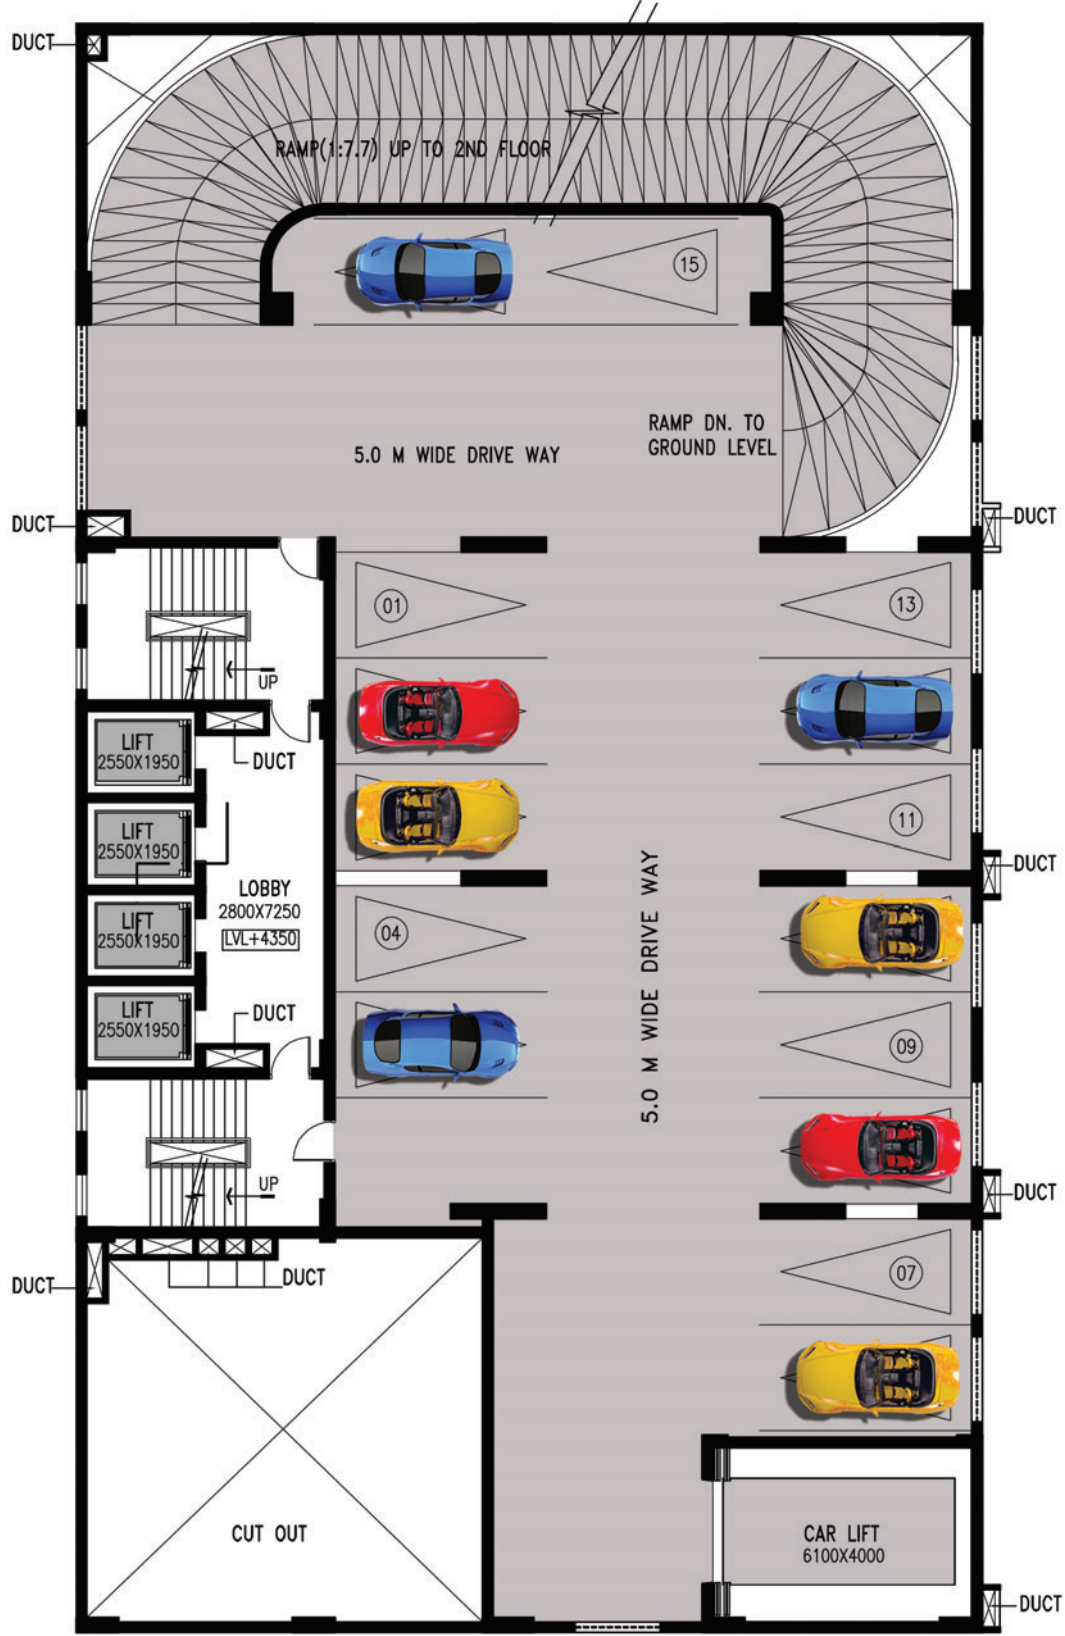 DUCT
RAMP(1:7.7) UP TO 2ND FLOOR
15
RAMP DN. TO
GROUND LEVEL
5.0 M WIDE DRIVE WAY
DUCT
DUCT
01
13
UP
LIFT
2550X1950
DUCT
11
LIFT
2550X1950
DUCT
LOBBY
2800X7250
LVL+4350
5.0 M WIDE DRIVE WAY
04
LIFT
2550X1950
LIFT
2550X1950
DUCT
09
UP
DUCT
07
DUCT
DUCT
CUT OUT
CAR LIFT
6100X4000
DUCT